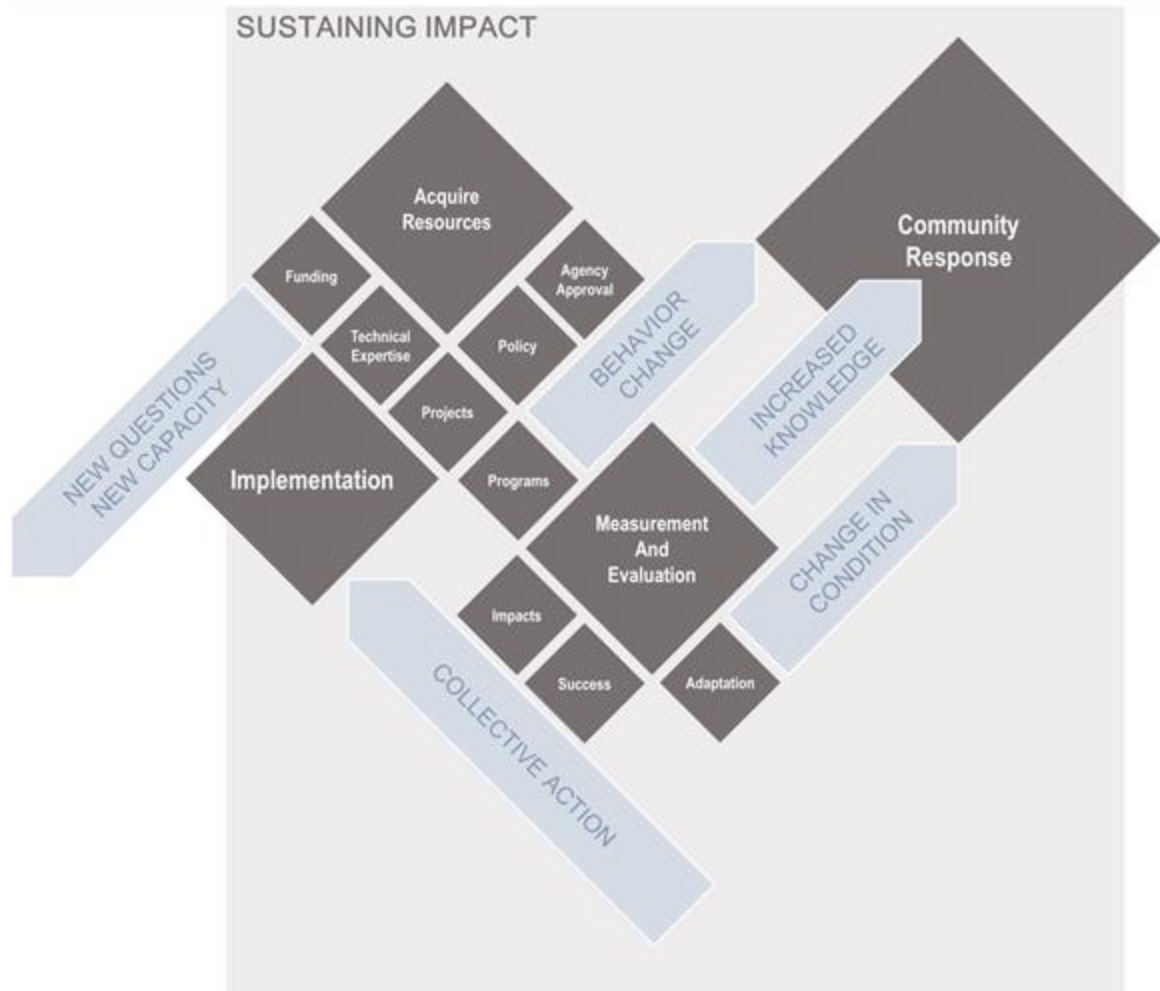 SUSTAINING IMPACT
Acquire
Resources
Community
Response
Funding
Agency
Approval
Technical
Expertise
Policy
BEHAVIOR
CHANGE
INCREASED
KNOWLEDGE
NEW QUESTIONS
NEW CAPACITY
Projects
Implementation
Programs
Measurement
And
Evaluation
CHANGE IN
CONDITION
Impacts
Success
Adaptation
COLLECTIVE ACTION